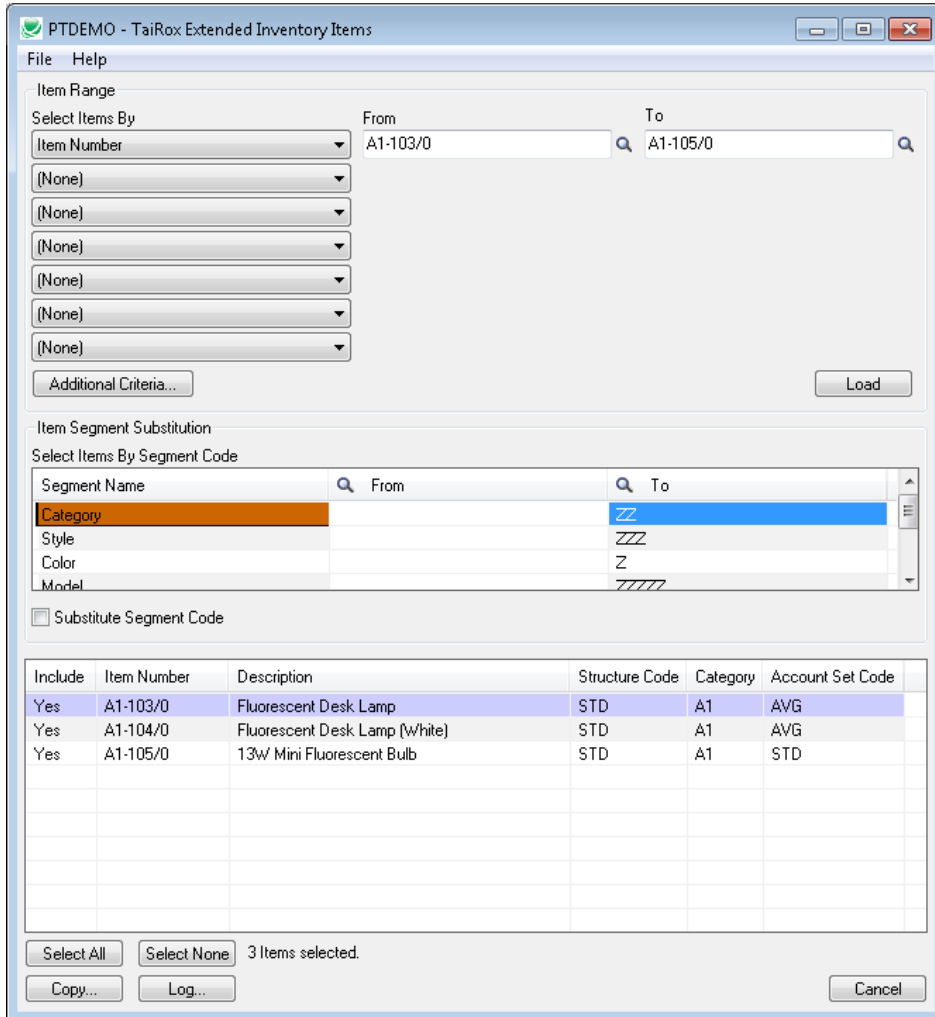 PTDEMO - TaiRox Extended Inventory Items
File Help
Item Range
Select Items By From To
Item Number A1-103/0 A1-105/0
(None)
(None)
(None)
(None)
(None)
(None)
Additional Criteria... Load
Item Segment Substitution
Select Items By Segment Code
Segment Name From To
Category ZZ
Style ZZZ
Color Z
Model ZZZZZ
Substitute Segment Code
Include Item Number Description Structure Code Category Account Set Code
Yes A1-103/0 Fluorescent Desk Lamp STD A1 AVG
Yes A1-104/0 Fluorescent Desk Lamp (White) STD A1 AVG
Yes A1-105/0 13W Mini Fluorescent Bulb STD A1 STD
Select All Select None 3 Items selected.
Copy... Log... Cancel